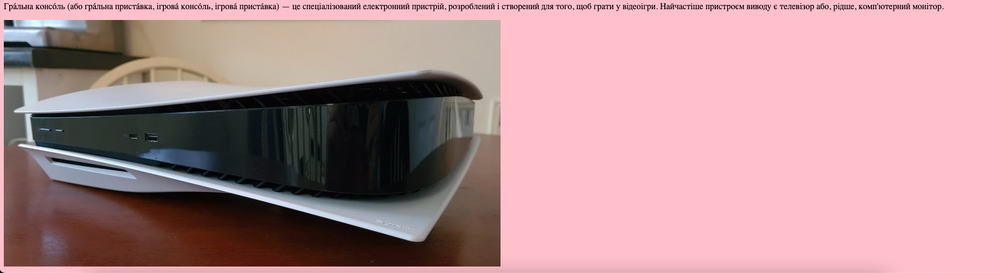 Гра́льна консо́ль (або гра́льна приста́вка, ігрова́ консо́ль, ігрова́ приста́вка) — це спеціалізований електронний пристрій, розроблений і створений для того, щоб грати у відеоігри. Найчастіше пристроєм виводу є телевізор або, рідше, комп'ютерний монітор.
SONY